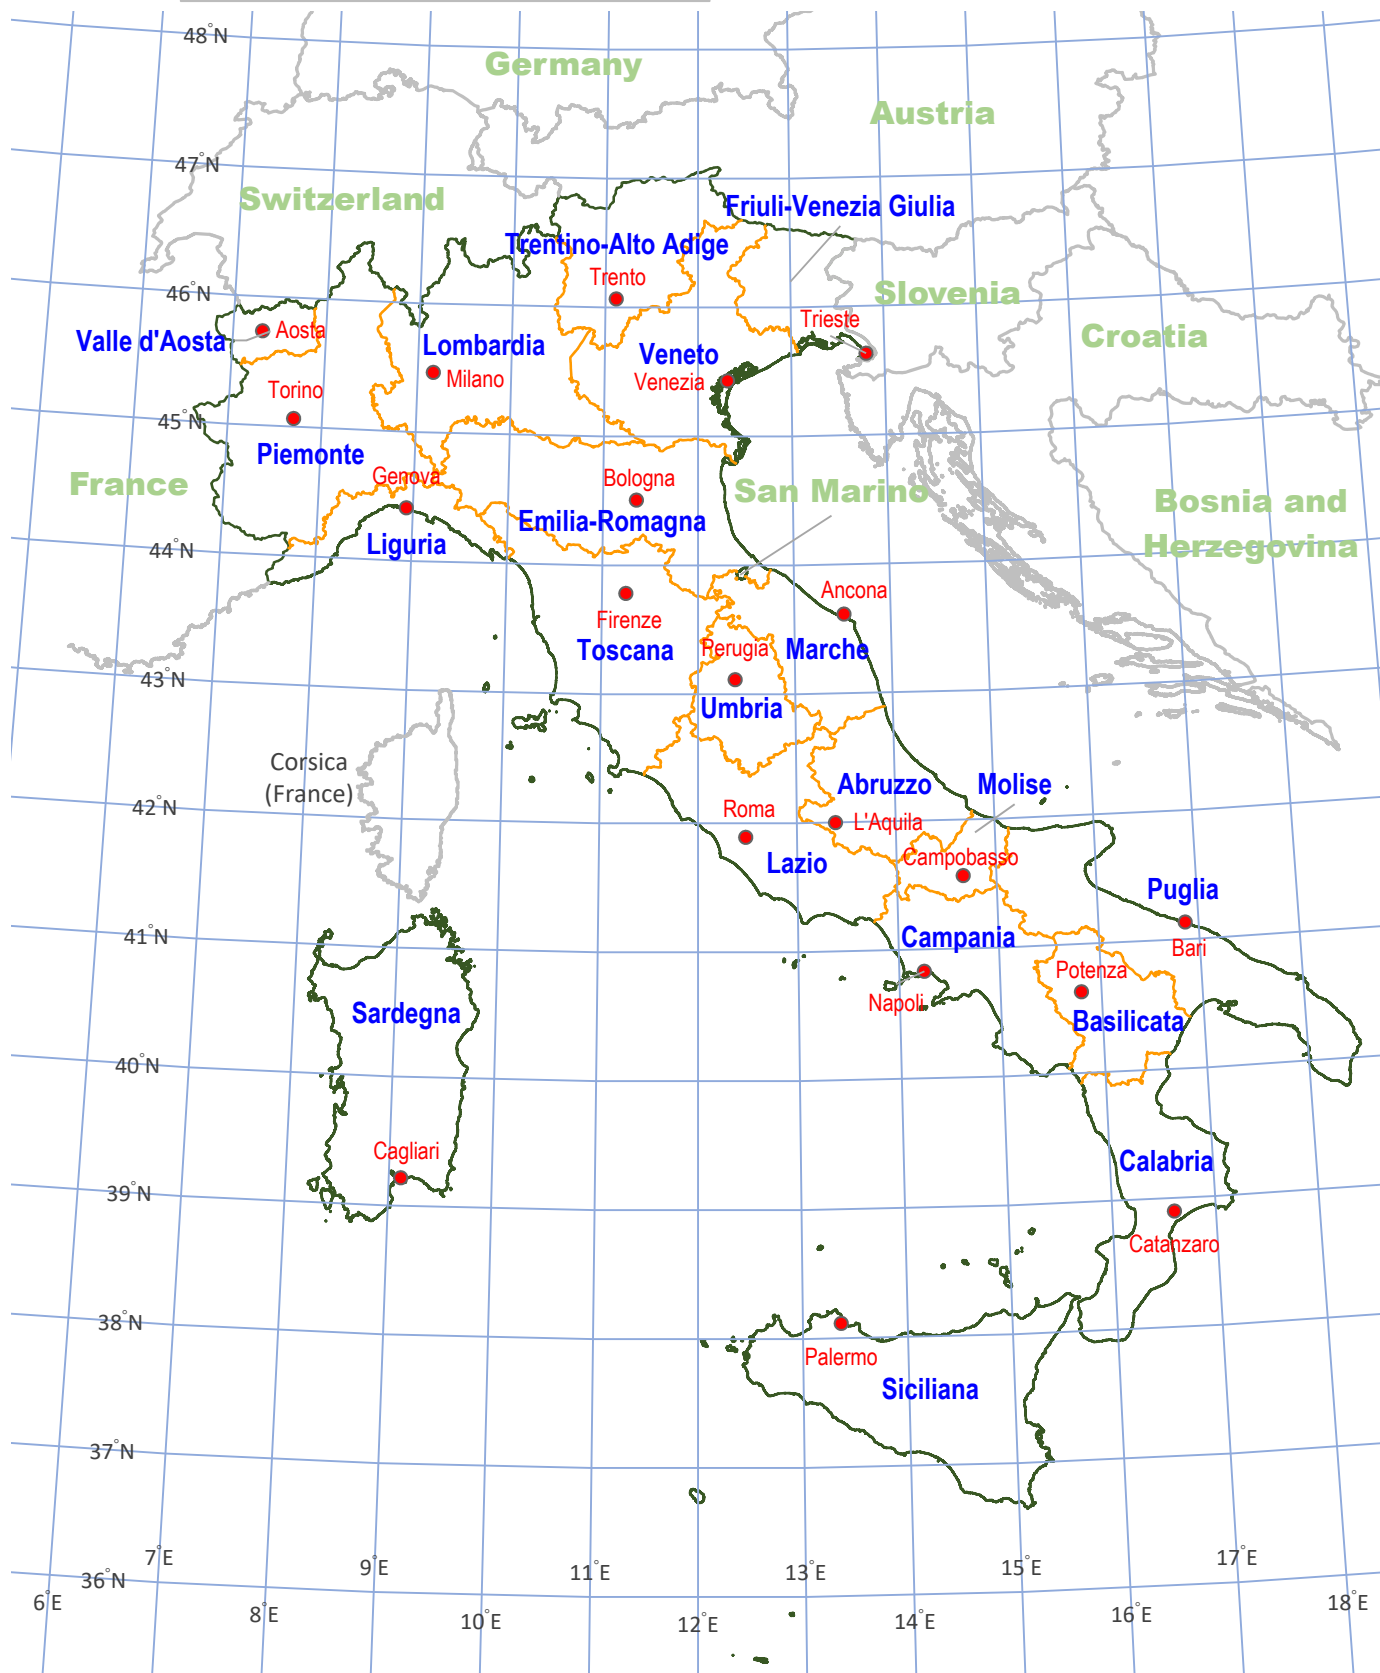 48°N
Germany
Austria
47°N
Switzerland
Friuli-Venezia Giulia
Trentino-Alto Adige
Trento
46°N
Slovenia
Trieste
Aosta
Valle d'Aosta
Croatia
Lombardia
Veneto
Milano
Venezia
Torino
45°N
Piemonte
Genova
Bologna
France
San Marino
Bosnia and
Herzegovina
Emilia-Romagna
Liguria
44°N
Ancona
Firenze
Toscana
Perugia
Marche
43°N
Umbria
Corsica
(France)
Abruzzo
Molise
42°N
Roma
L'Aquila
Lazio
Campobasso
Puglia
41°N
Campania
Bari
Potenza
Napoli
Sardegna
Basilicata
40°N
Cagliari
Calabria
39°N
Catanzaro
38°N
Palermo
Siciliana
37°N
7°E
9°E
11°E
13°E
15°E
17°E
36°N
6°E
8°E
10°E
12°E
14°E
16°E
18°E